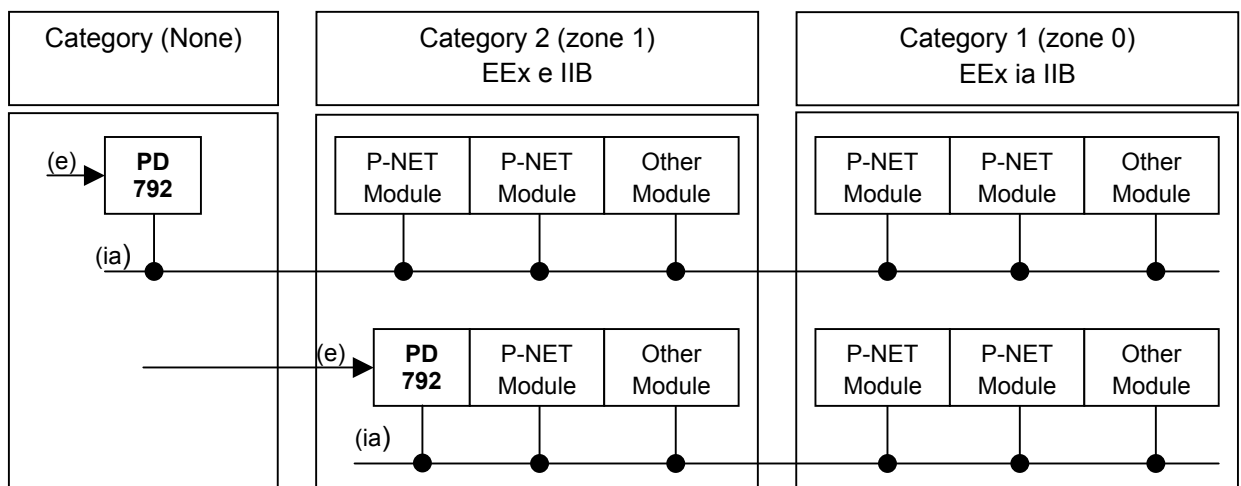 Category (None)
Category 2 (zone 1)
EEx e IIB
Category 1 (zone 0)
EEx ia IIB
(e)
PD
792
P-NET
Module
P-NET
Module
Other
Module
P-NET
Module
P-NET
Module
Other
Module
(ia)
(e)
PD
792
P-NET
Module
Other
Module
P-NET
Module
P-NET
Module
Other
Module
(ia)